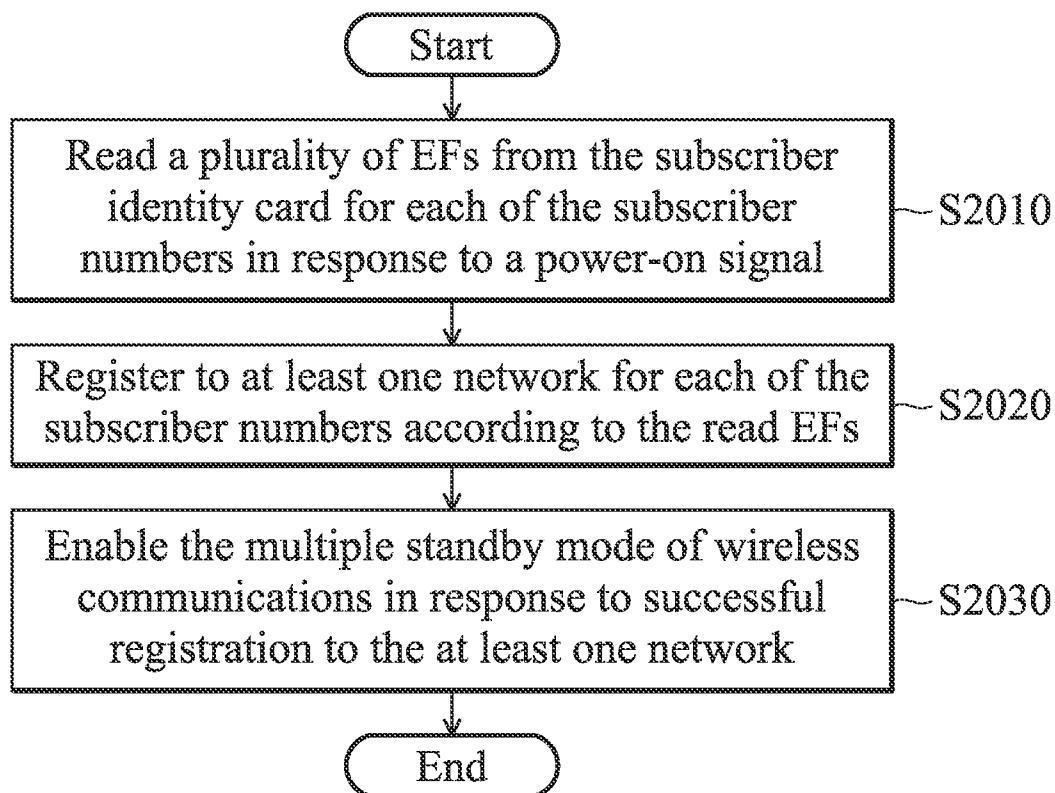 Start
Read a plurality of EFs from the subscriber
identity card for each of the subscriber
numbers in response to a power-on signal
S2010
Register to at least one network for each of the
subscriber numbers according to the read EFs
S2020
Enable the multiple standby mode of wireless
communications in response to successful
registration to the at least one network
S2030
End